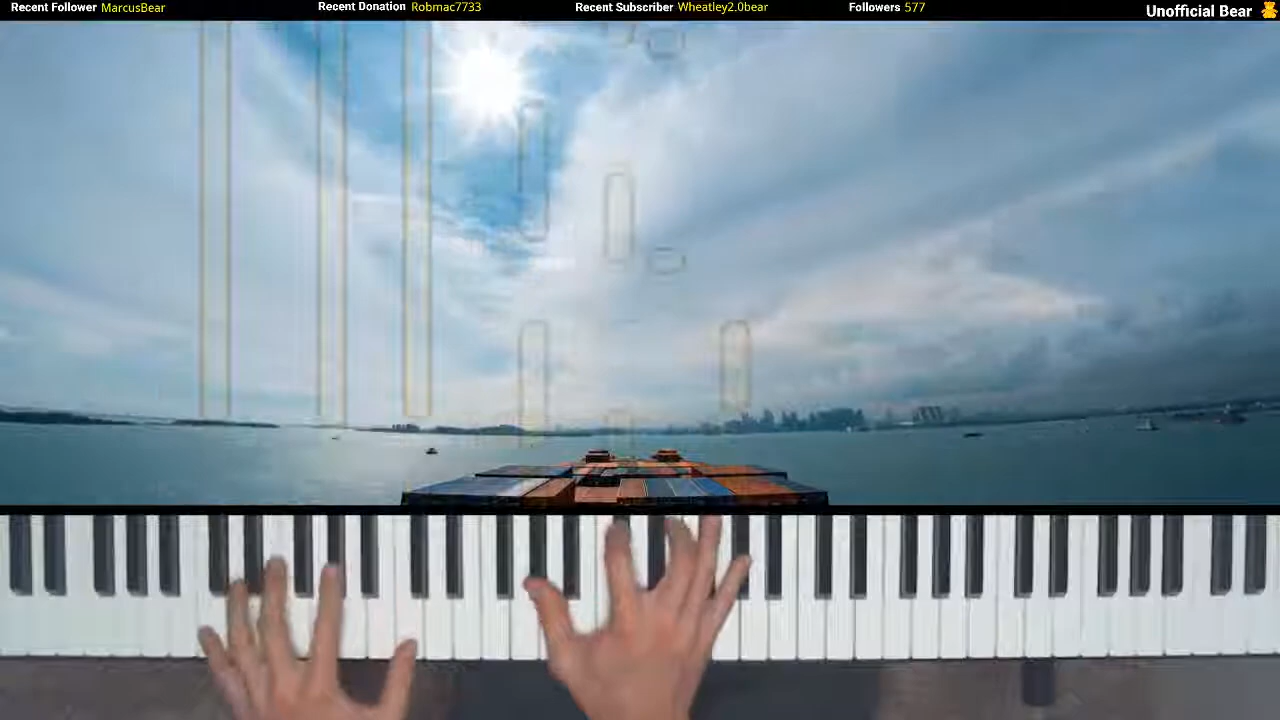 Recent Follower MarcusBear
Recent Donation Robmac7733
Recent Subscriber Wheatley2.0bear
Followers 577
Unofficial Bear